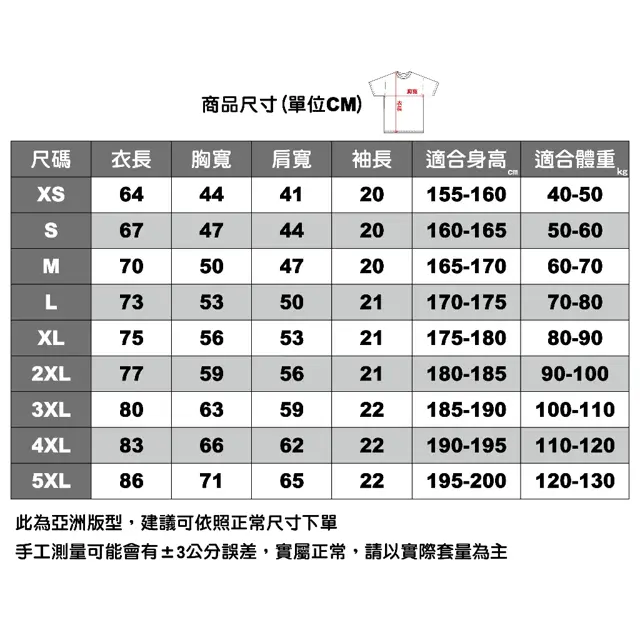 商品尺寸(單位CM)
胸寬
衣長
尺碼 衣長 胸寬 肩寬 袖長 適合身高cm 適合體重kg
XS 64 44 41 20 155-160 40-50
S 67 47 44 20 160-165 50-60
M 70 50 47 20 165-170 60-70
L 73 53 50 21 170-175 70-80
XL 75 56 53 21 175-180 80-90
2XL 77 59 56 21 180-185 90-100
3XL 80 63 59 22 185-190 100-110
4XL 83 66 62 22 190-195 110-120
5XL 86 71 65 22 195-200 120-130
此為亞洲版型，建議可依照正常尺寸下單
手工測量可能會有±3公分誤差，實屬正常，請以實際套量為主